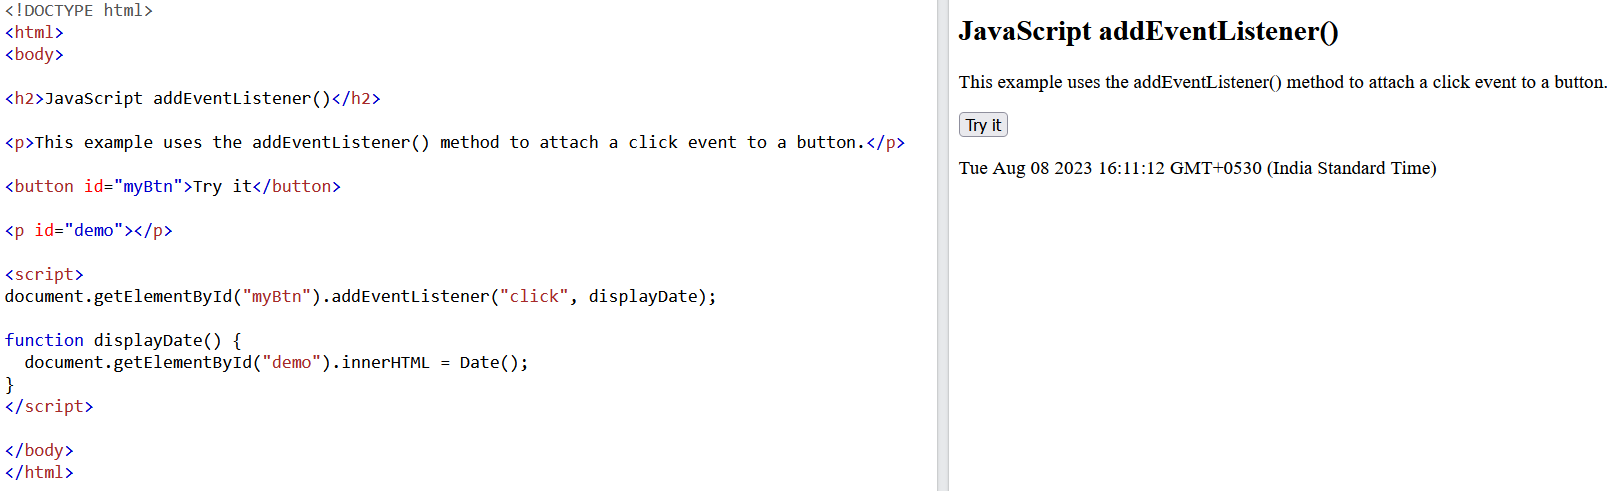 <!DOCTYPE html>
<html>
<body>
<h2>JavaScript addEventListener()</h2>
<p>This example uses the addEventListener() method to attach a click event to a button.</p>
<button id="myBtn">Try it</button>
<p id="demo"></p>
<script>
document.getElementById("myBtn").addEventListener("click", displayDate);
function displayDate() {
  document.getElementById("demo").innerHTML = Date();
}
</script>
</body>
</html>
JavaScript addEventListener()
This example uses the addEventListener() method to attach a click event to a button.
Try it
Tue Aug 08 2023 16:11:12 GMT+0530 (India Standard Time)